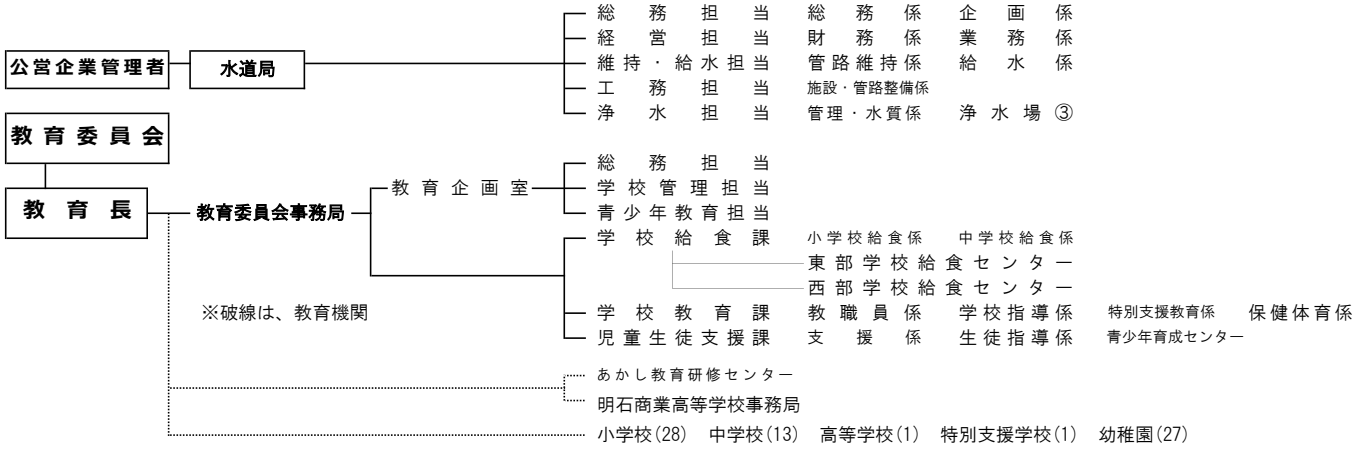 総務担当 総務係 企画係
経営担当 財務係 業務係
公営企業管理者 水道局 維持・給水担当 管路維持係 給水係
工務担当 施設・管路整備係
浄水担当 管理・水質係 浄水場③
教育委員会
総務担当
教育企画室 学校管理担当
教育長 教育委員会事務局 青少年教育担当
学校給食課 小学校給食係 中学校給食係
東部学校給食センター
西部学校給食センター
※破線は、教育機関 学校教育課 教職員係 学校指導係 特別支援教育係 保健体育係
児童生徒支援課 支援係 生徒指導係 青少年育成センター
あかし教育研修センター
明石商業高等学校事務局
小学校(28) 中学校(13) 高等学校(1) 特別支援学校(1) 幼稚園(27)